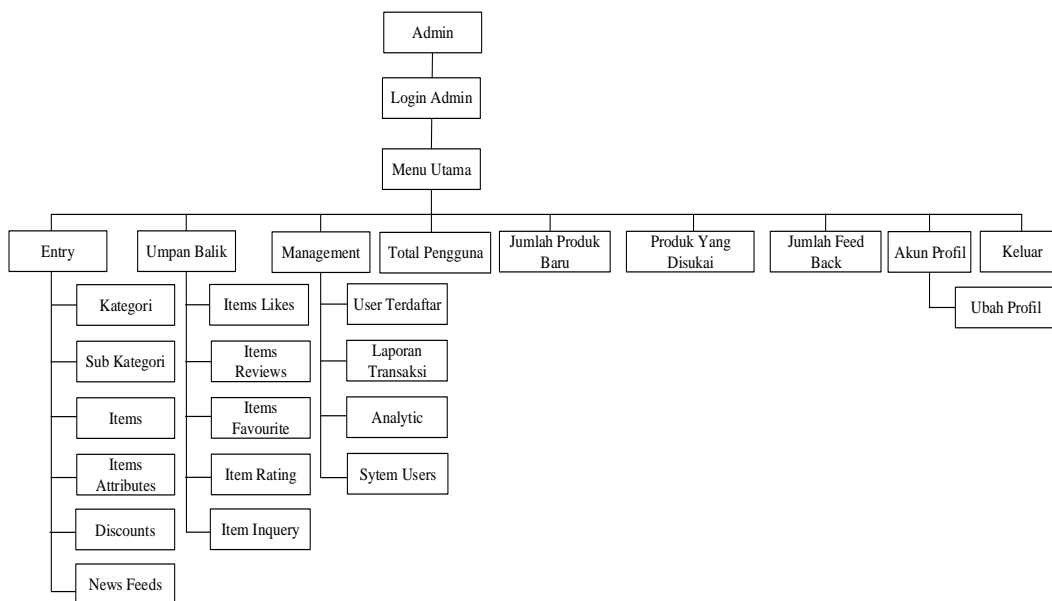 Admin
Login Admin
Menu Utama
Entry
Umpan Balik
Management
Total Pengguna
Jumlah Produk
Baru
Produk Yang
Disukai
Jumlah Feed
Back
Akun Profil
Keluar
Kategori
Sub Kategori
Items
Items
Attributes
Discounts
News Feeds
Items Likes
Items
Reviews
Items
Favourite
Item Rating
Item Inquery
User Terdaftar
Laporan
Transaksi
Analytic
Sytem Users
Ubah Profil